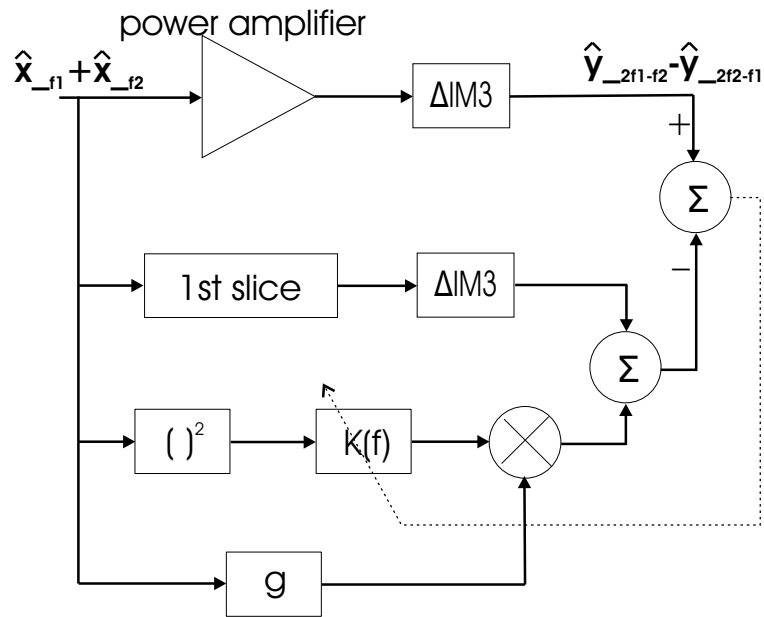 power amplifier
x̂_f1+x̂_f2
ΔIM3
ŷ_2f1-f2-ŷ_2f2-f1
+
Σ
−
1st slice
ΔIM3
Σ
( )²
K(f)
g